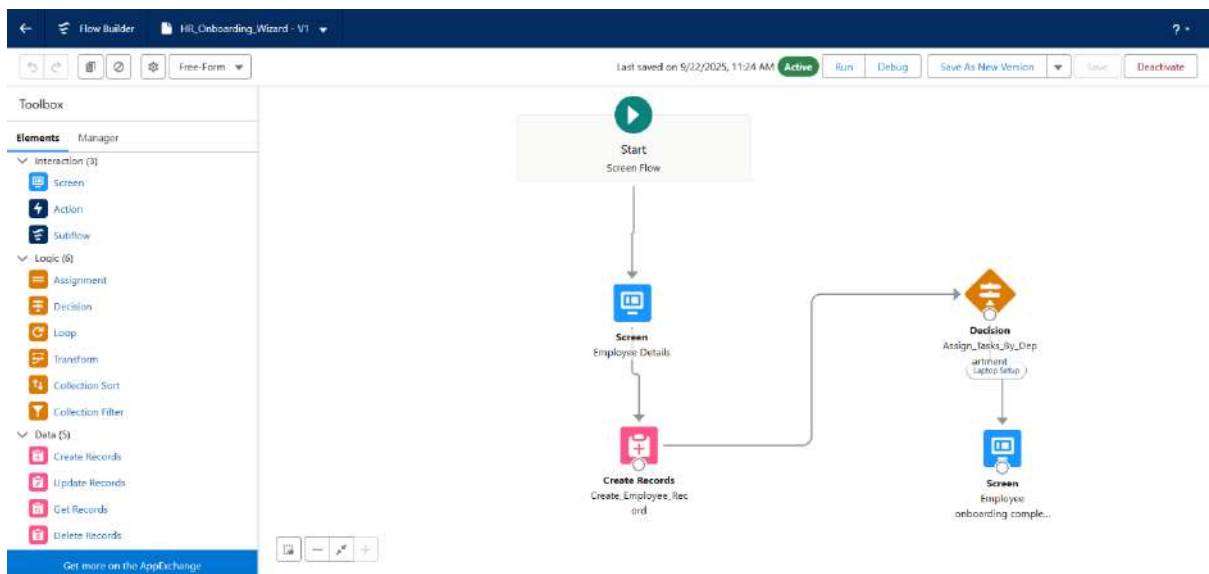 Flow Builder
HR_Onboarding_Wizard - V1
?
Free-Form
Last saved on 9/22/2025, 11:24 AM
Active
Run
Debug
Save As New Version
Save
Deactivate
Toolbox
Elements
Manager
Interaction (3)
Screen
Action
Subflow
Logic (6)
Assignment
Decision
Loop
Transform
Collection Sort
Collection Filter
Data (5)
Create Records
Update Records
Get Records
Delete Records
Get more on the AppExchange
Start
Screen Flow
Screen
Employee Details
Create Records
Create_Employee_Rec
ord
Decision
Assign_Tasks_By_Dep
artment
Laptop Setup
Screen
Employee
onboarding comple...